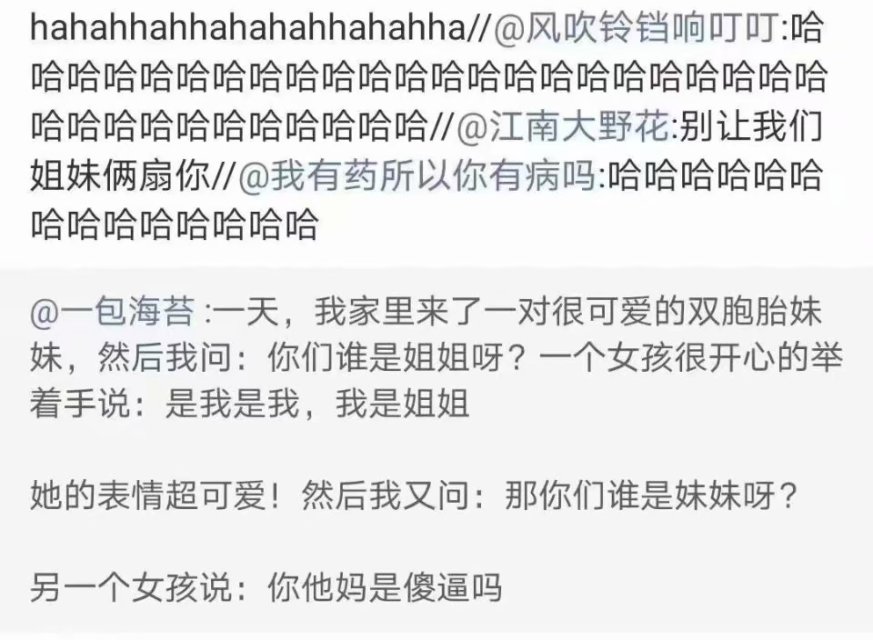 hahahhahhahahahhahahha//@风吹铃铛响叮叮:哈
哈哈哈哈哈哈哈哈哈哈哈哈哈哈哈哈哈哈哈哈哈哈
哈哈哈哈哈哈哈哈哈哈哈//@江南大野花:别让我们
姐妹俩扇你//@我有药所以你有病吗:哈哈哈哈哈哈
哈哈哈哈哈哈哈哈
@一包海苔 :一天，我家里来了一对很可爱的双胞胎妹
妹，然后我问：你们谁是姐姐呀？一个女孩很开心的举
着手说：是我是我，我是姐姐
她的表情超可爱！然后我又问：那你们谁是妹妹呀？
另一个女孩说：你他妈是傻逼吗